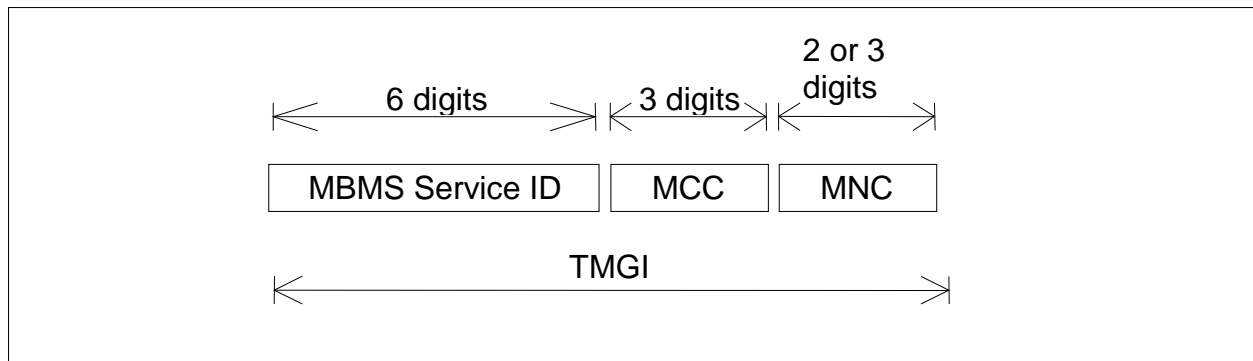 2 or 3
digits
6 digits
3 digits
MBMS Service ID
MCC
MNC
TMGI